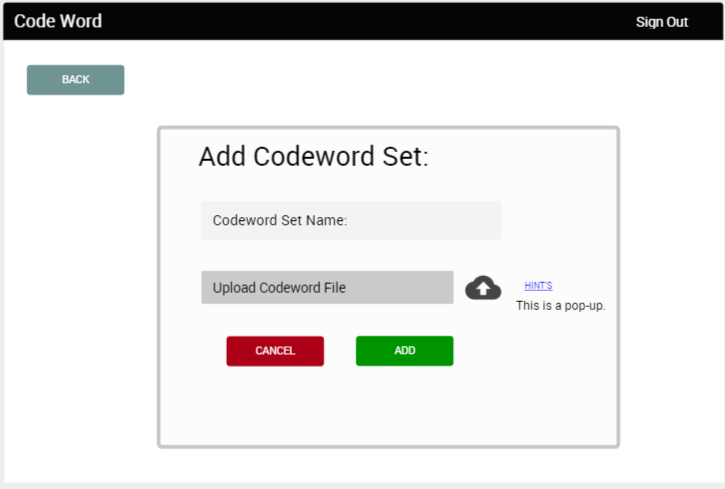 Code Word
Sign Out
BACK
Add Codeword Set:
Codeword Set Name:
Upload Codeword File
HINT'S
This is a pop-up.
CANCEL
ADD